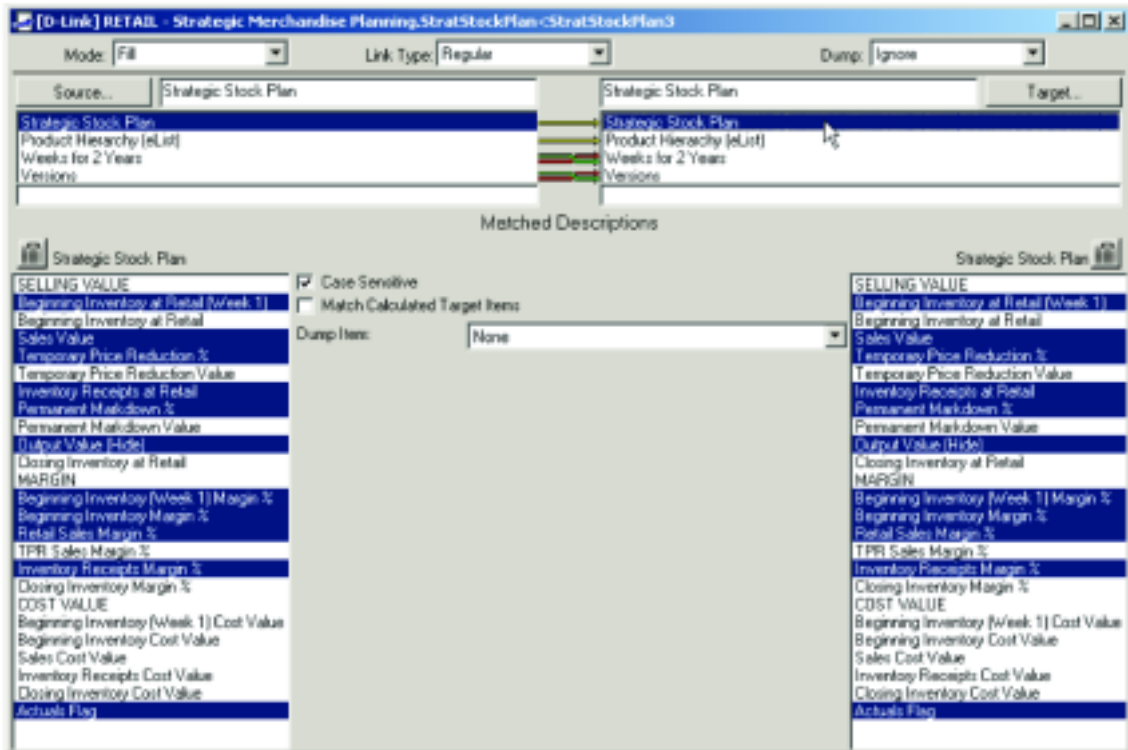 [D-Link] RETAIL - Strategic Merchandise Planning.StratStockPlan<StratStockPlan3
Mode: Fill Link Type: Regular Dump: Ignore
Source... Strategic Stock Plan Strategic Stock Plan Target...
Strategic Stock Plan Strategic Stock Plan
Product Hierarchy (eList) Product Hierarchy (eList)
Weeks for 2 Years Weeks for 2 Years
Versions Versions
Matched Descriptions
Strategic Stock Plan Strategic Stock Plan
SELLING VALUE
Beginning Inventory at Retail (Week 1)
Beginning Inventory at Retail
Sales Value
Temporary Price Reduction %
Temporary Price Reduction Value
Inventory Receipts at Retail
Permanent Markdown %
Permanent Markdown Value
Output Value (Hide)
Closing Inventory at Retail
MARGIN
Beginning Inventory (Week 1) Margin %
Beginning Inventory Margin %
Retail Sales Margin %
TPR Sales Margin %
Inventory Receipts Margin %
Closing Inventory Margin %
COST VALUE
Beginning Inventory (Week 1) Cost Value
Beginning Inventory Cost Value
Sales Cost Value
Inventory Receipts Cost Value
Closing Inventory Cost Value
Actuals Flag
Case Sensitive
Match Calculated Target Items
Dump Item: None
SELLING VALUE
Beginning Inventory at Retail (Week 1)
Beginning Inventory at Retail
Sales Value
Temporary Price Reduction %
Temporary Price Reduction Value
Inventory Receipts at Retail
Permanent Markdown %
Permanent Markdown Value
Output Value (Hide)
Closing Inventory at Retail
MARGIN
Beginning Inventory (Week 1) Margin %
Beginning Inventory Margin %
Retail Sales Margin %
TPR Sales Margin %
Inventory Receipts Margin %
Closing Inventory Margin %
COST VALUE
Beginning Inventory (Week 1) Cost Value
Beginning Inventory Cost Value
Sales Cost Value
Inventory Receipts Cost Value
Closing Inventory Cost Value
Actuals Flag